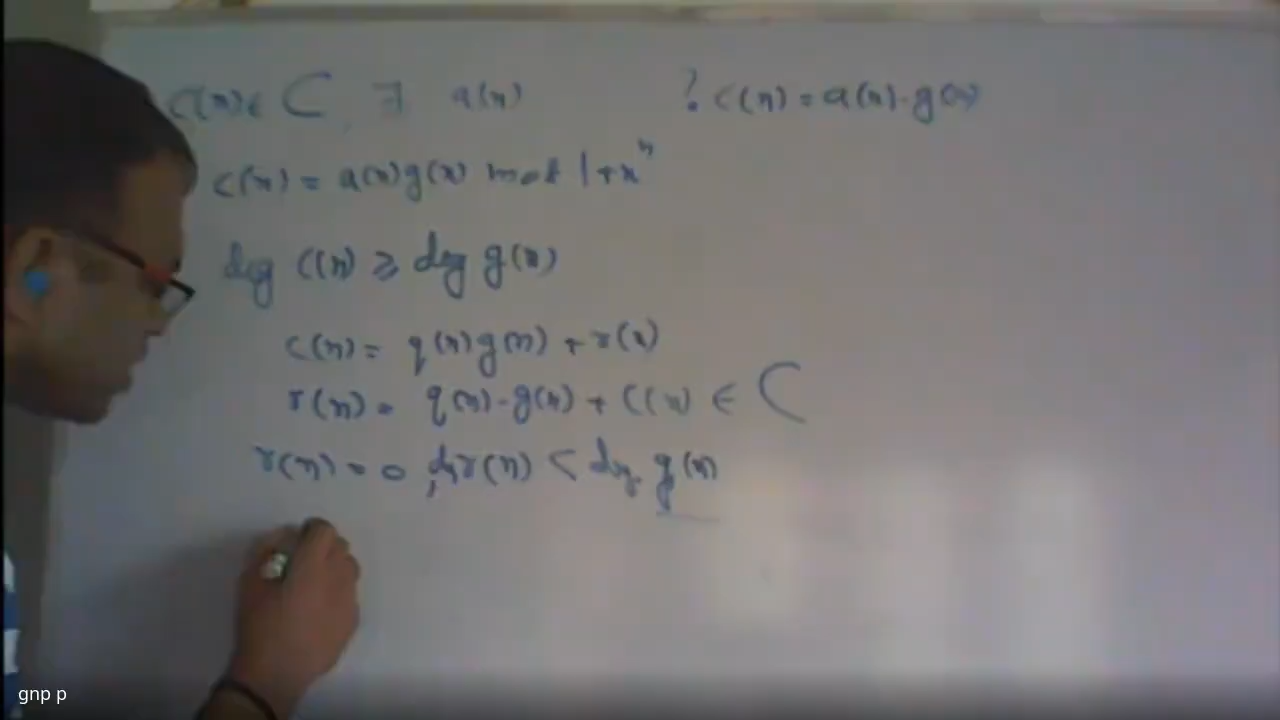 c(x) ∈ C, ∃ a(x) ? c(x) = a(x)·g(x)
c(x) = a(x)g(x) mod 1+x^n
deg c(x) ≥ deg g(x)
c(x) = q(x)g(x) + r(x)
r(x) = q(x)·g(x) + c(x) ∈ C
r(x) = 0, deg r(x) < deg g(x)
gnp p